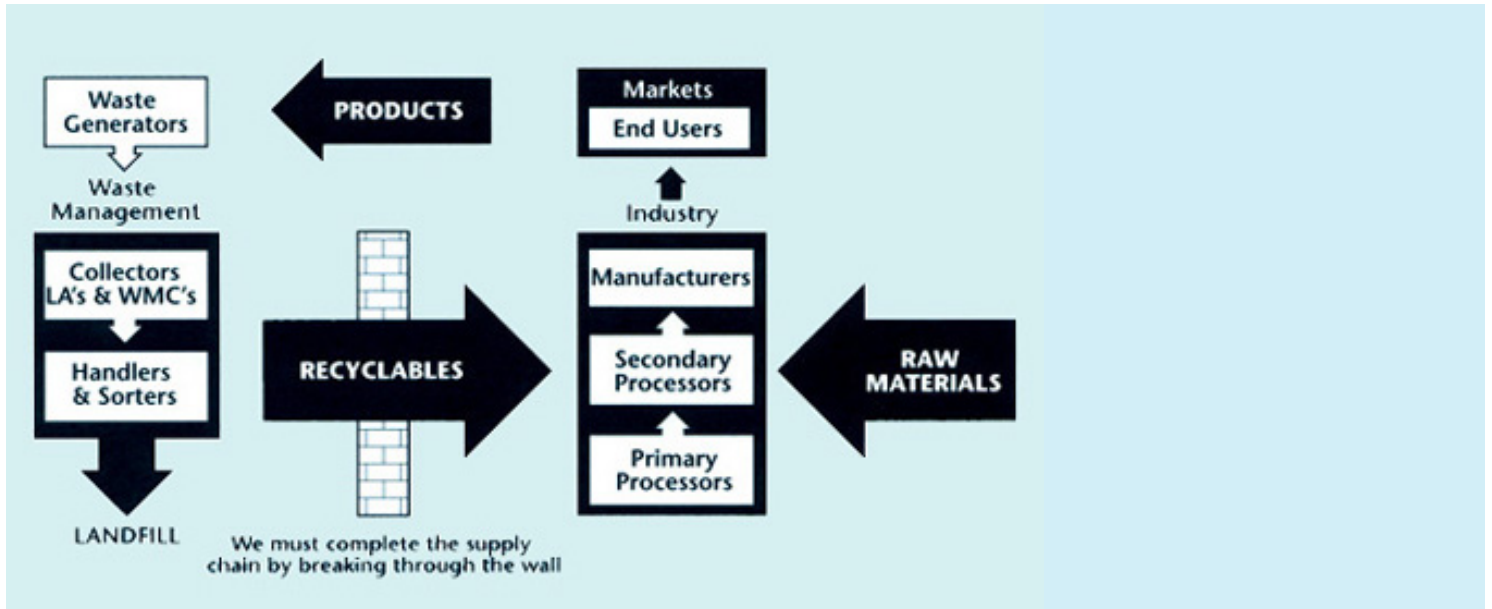 Waste
Generators
Waste
Management
Collectors
LA's & WMC's
Handlers
& Sorters
LANDFILL
PRODUCTS
RECYCLABLES
We must complete the supply
chain by breaking through the wall
Markets
End Users
Industry
Manufacturers
Secondary
Processors
Primary
Processors
RAW
MATERIALS